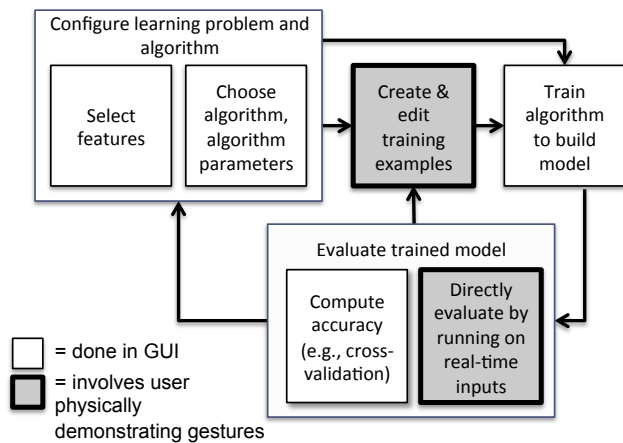 Configure learning problem and
algorithm
Select
features
Choose
algorithm,
algorithm
parameters
Create &
edit
training
examples
Train
algorithm
to build
model
Evaluate trained model
Compute
accuracy
(e.g., cross-
validation)
Directly
evaluate by
running on
real-time
inputs
= done in GUI
= involves user
physically
demonstrating gestures